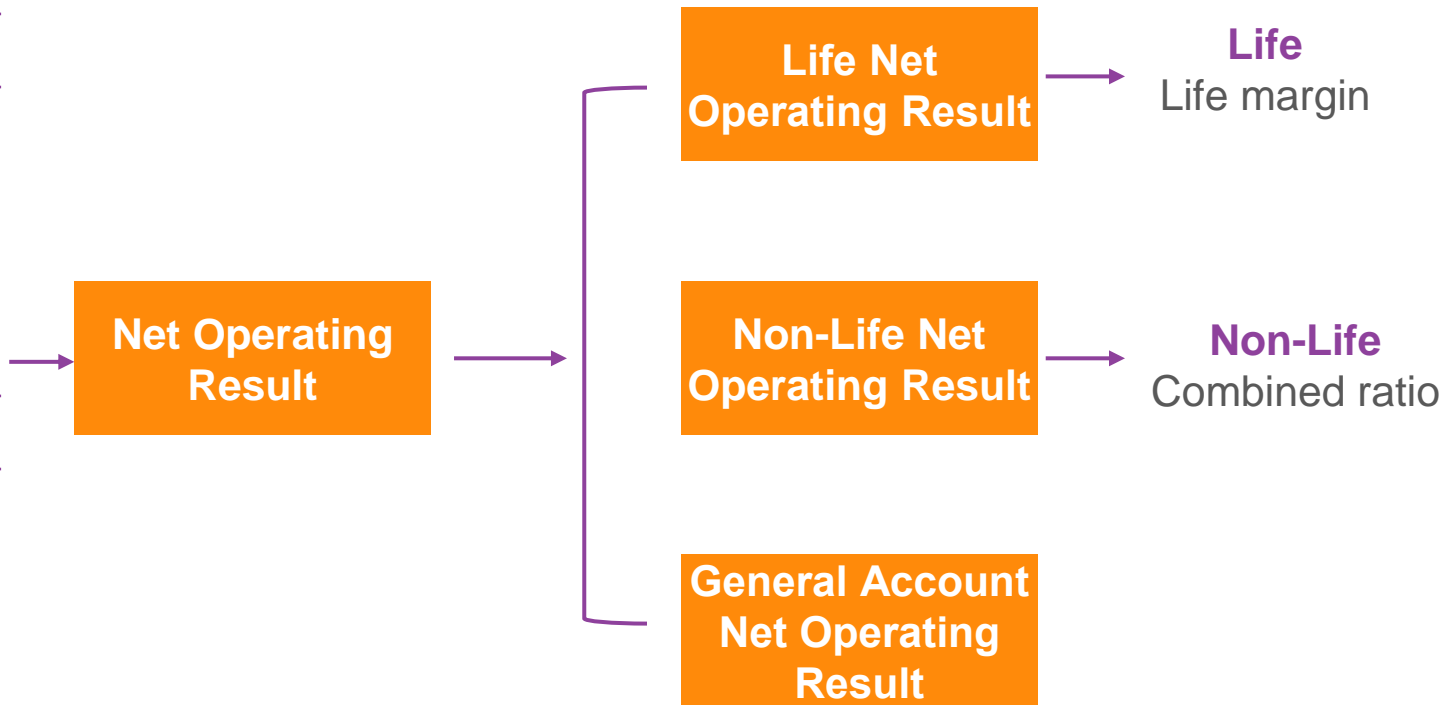 Life Net
Operating Result
Life
Life margin
Net Operating
Result
Non-Life Net
Operating Result
Non-Life
Combined ratio
General Account
Net Operating
Result